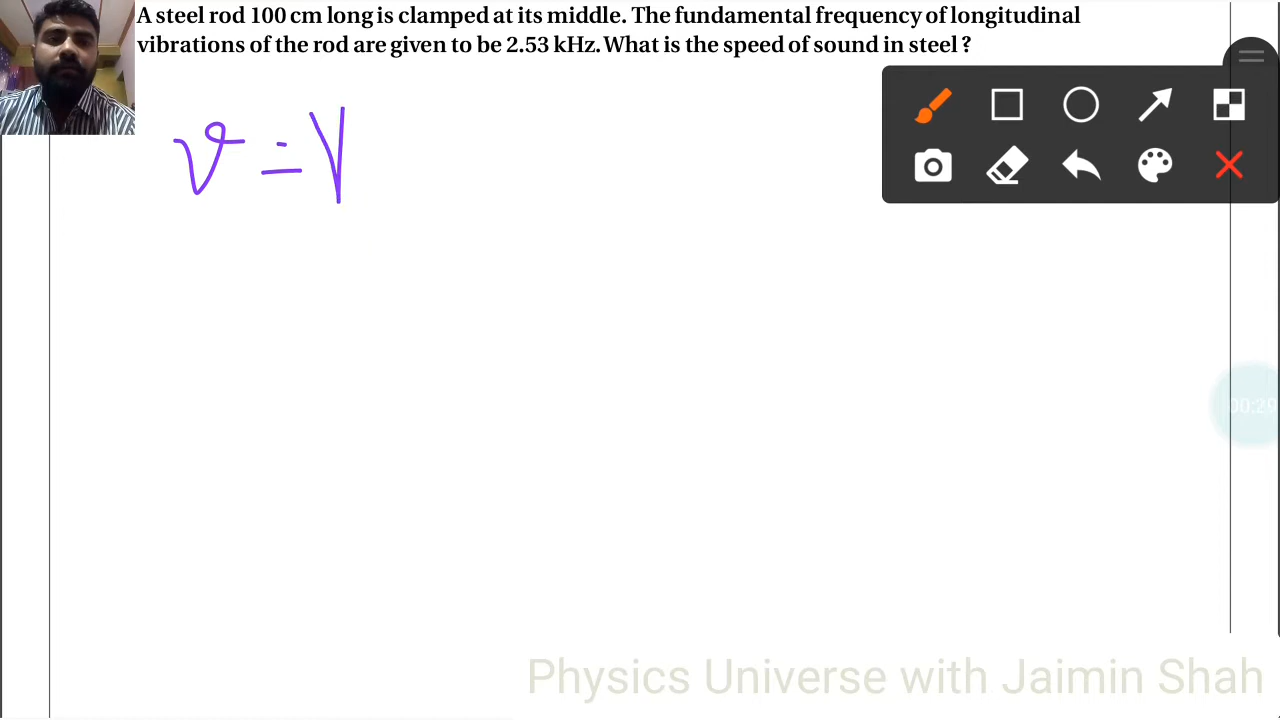 A steel rod 100 cm long is clamped at its middle. The fundamental frequency of longitudinal
vibrations of the rod are given to be 2.53 kHz. What is the speed of sound in steel ?
v = γ
Physics Universe with Jaimin Shah